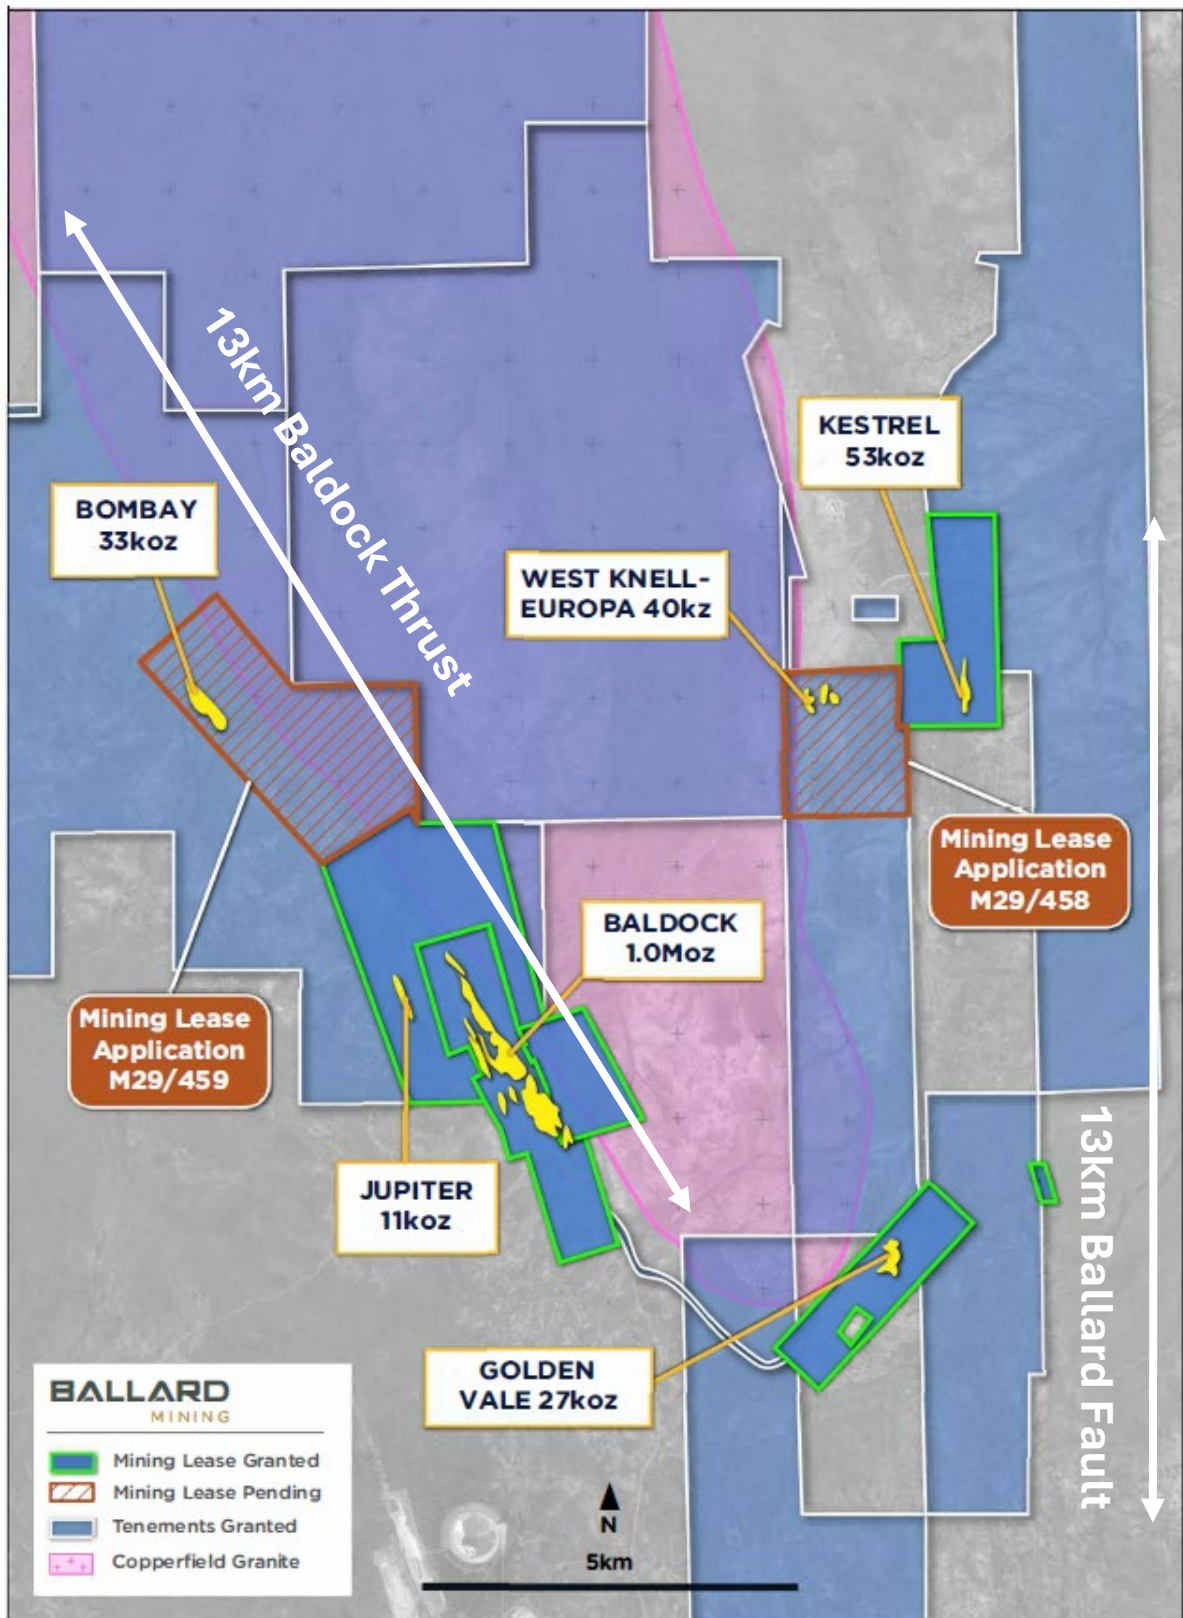 13km Baldock Thrust
KESTREL
53koz
BOMBAY
33koz
WEST KNELL-
EUROPA 40kz
Mining Lease
Application
M29/458
BALDOCK
1.0Moz
Mining Lease
Application
M29/459
JUPITER
11koz
13km Ballard Fault
GOLDEN
VALE 27koz
BALLARD
MINING
Mining Lease Granted
Mining Lease Pending
Tenements Granted
Copperfield Granite
N
5km